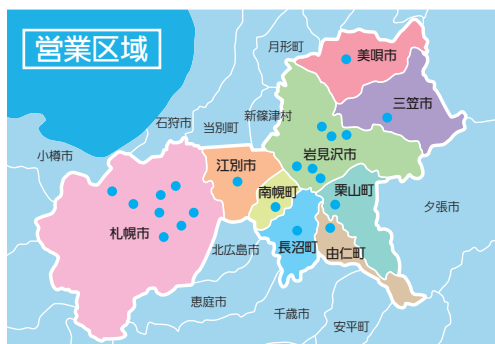 営業区域
月形町
美唄市
三笠市
石狩市
当別町
新篠津村
小樽市
岩見沢市
江別市
南幌町
栗山町
夕張市
札幌市
北広島市
長沼町
由仁町
恵庭市
千歳市
安平町